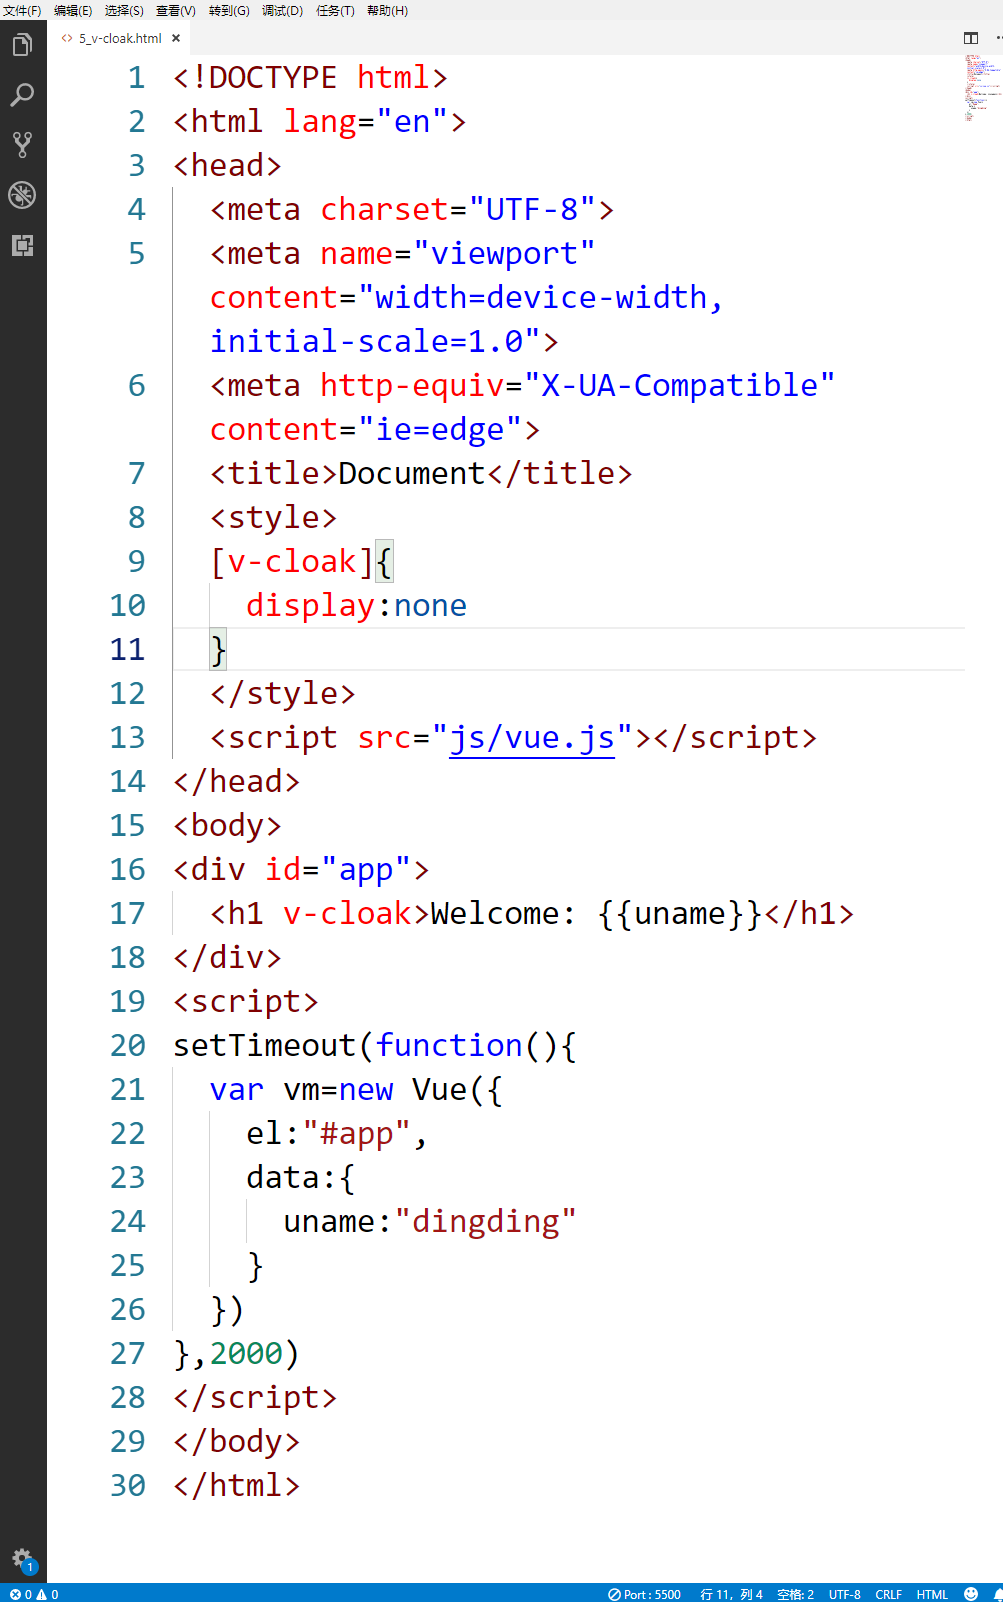 文件(F) 编辑(E) 选择(S) 查看(V) 转到(G) 调试(D) 任务(T) 帮助(H)
<> 5_v-cloak.html ×
1 <!DOCTYPE html>
2 <html lang="en">
3 <head>
4 <meta charset="UTF-8">
5 <meta name="viewport"
content="width=device-width,
initial-scale=1.0">
6 <meta http-equiv="X-UA-Compatible"
content="ie=edge">
7 <title>Document</title>
8 <style>
9 [v-cloak]{
10 display:none
11 }
12 </style>
13 <script src="js/vue.js"></script>
14 </head>
15 <body>
16 <div id="app">
17 <h1 v-cloak>Welcome: {{uname}}</h1>
18 </div>
19 <script>
20 setTimeout(function(){
21 var vm=new Vue({
22 el:"#app",
23 data:{
24 uname:"dingding"
25 }
26 })
27 },2000)
28 </script>
29 </body>
30 </html>
1
0 0 Port : 5500 行 11，列 4 空格: 2 UTF-8 CRLF HTML